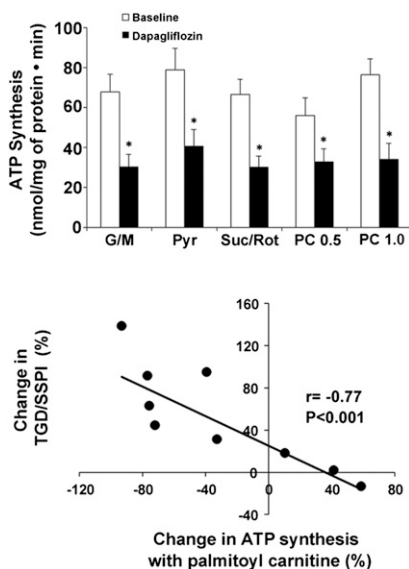 Baseline
Dapagliflozin
ATP Synthesis
(nmol/mg of protein • min)
100
80
60
40
20
0
* * * * *
G/M Pyr Suc/Rot PC 0.5 PC 1.0
Change in
TGD/SSPI (%)
160
120
80
40
0
-40
r= -0.77
P<0.001
-120 -80 -40 0 40 80
Change in ATP synthesis
with palmitoyl carnitine (%)